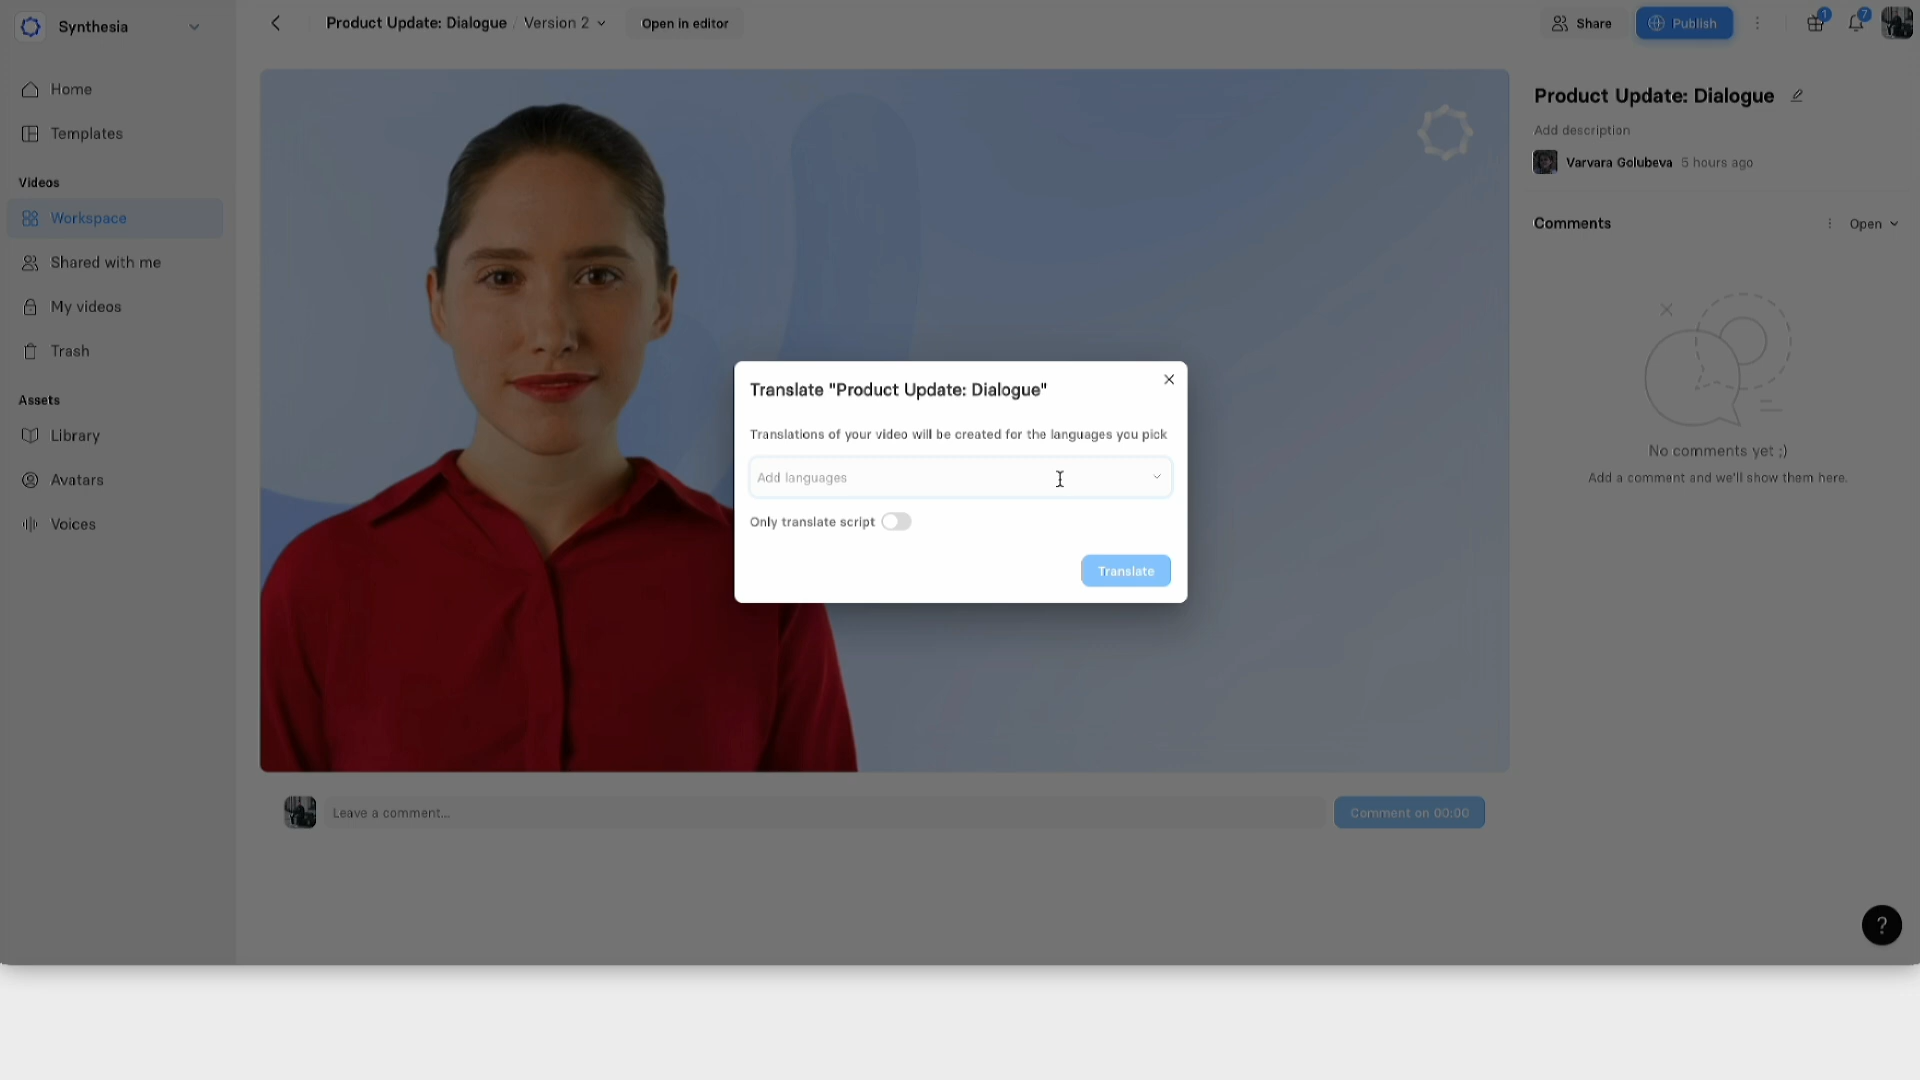 Synthesia
Home
Templates
Videos
Workspace
Shared with me
My videos
Trash
Assets
Library
Avatars
Voices
Product Update: Dialogue / Version 2
Open in editor
Share
Publish
1
7
Product Update: Dialogue
Add description
Varvara Golubeva 5 hours ago
Comments
Open
No comments yet ;)
Add a comment and we'll show them here.
Translate "Product Update: Dialogue"
Translations of your video will be created for the languages you pick
Add languages
Only translate script
Translate
Leave a comment...
Comment on 00:00
?